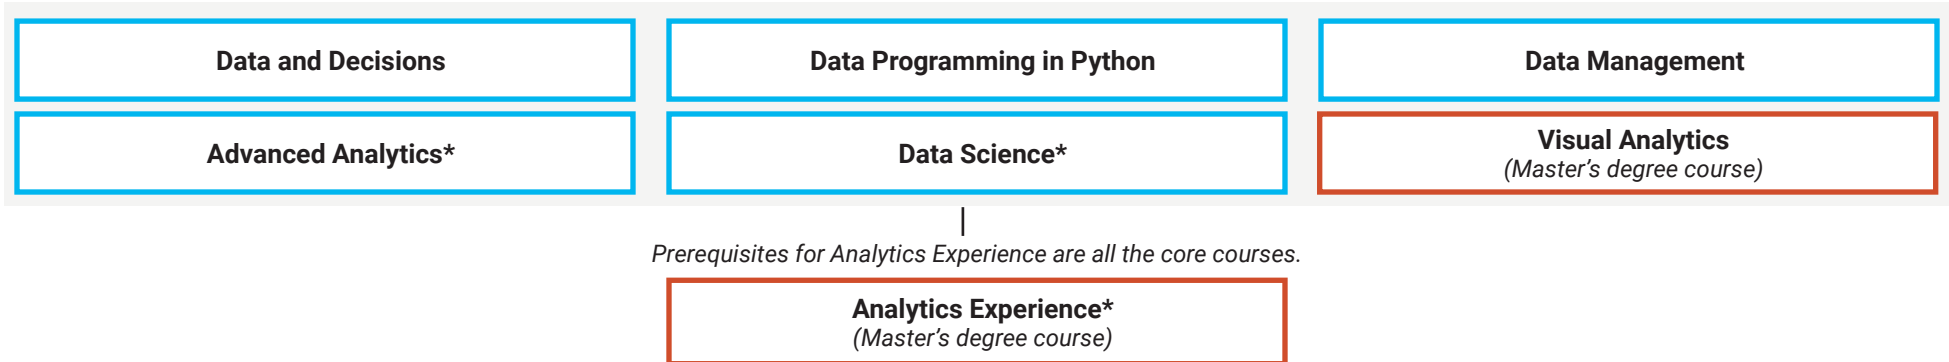 Data and Decisions
Data Programming in Python
Data Management
Advanced Analytics*
Data Science*
Visual Analytics
(Master’s degree course)
Prerequisites for Analytics Experience are all the core courses.
Analytics Experience*
(Master’s degree course)